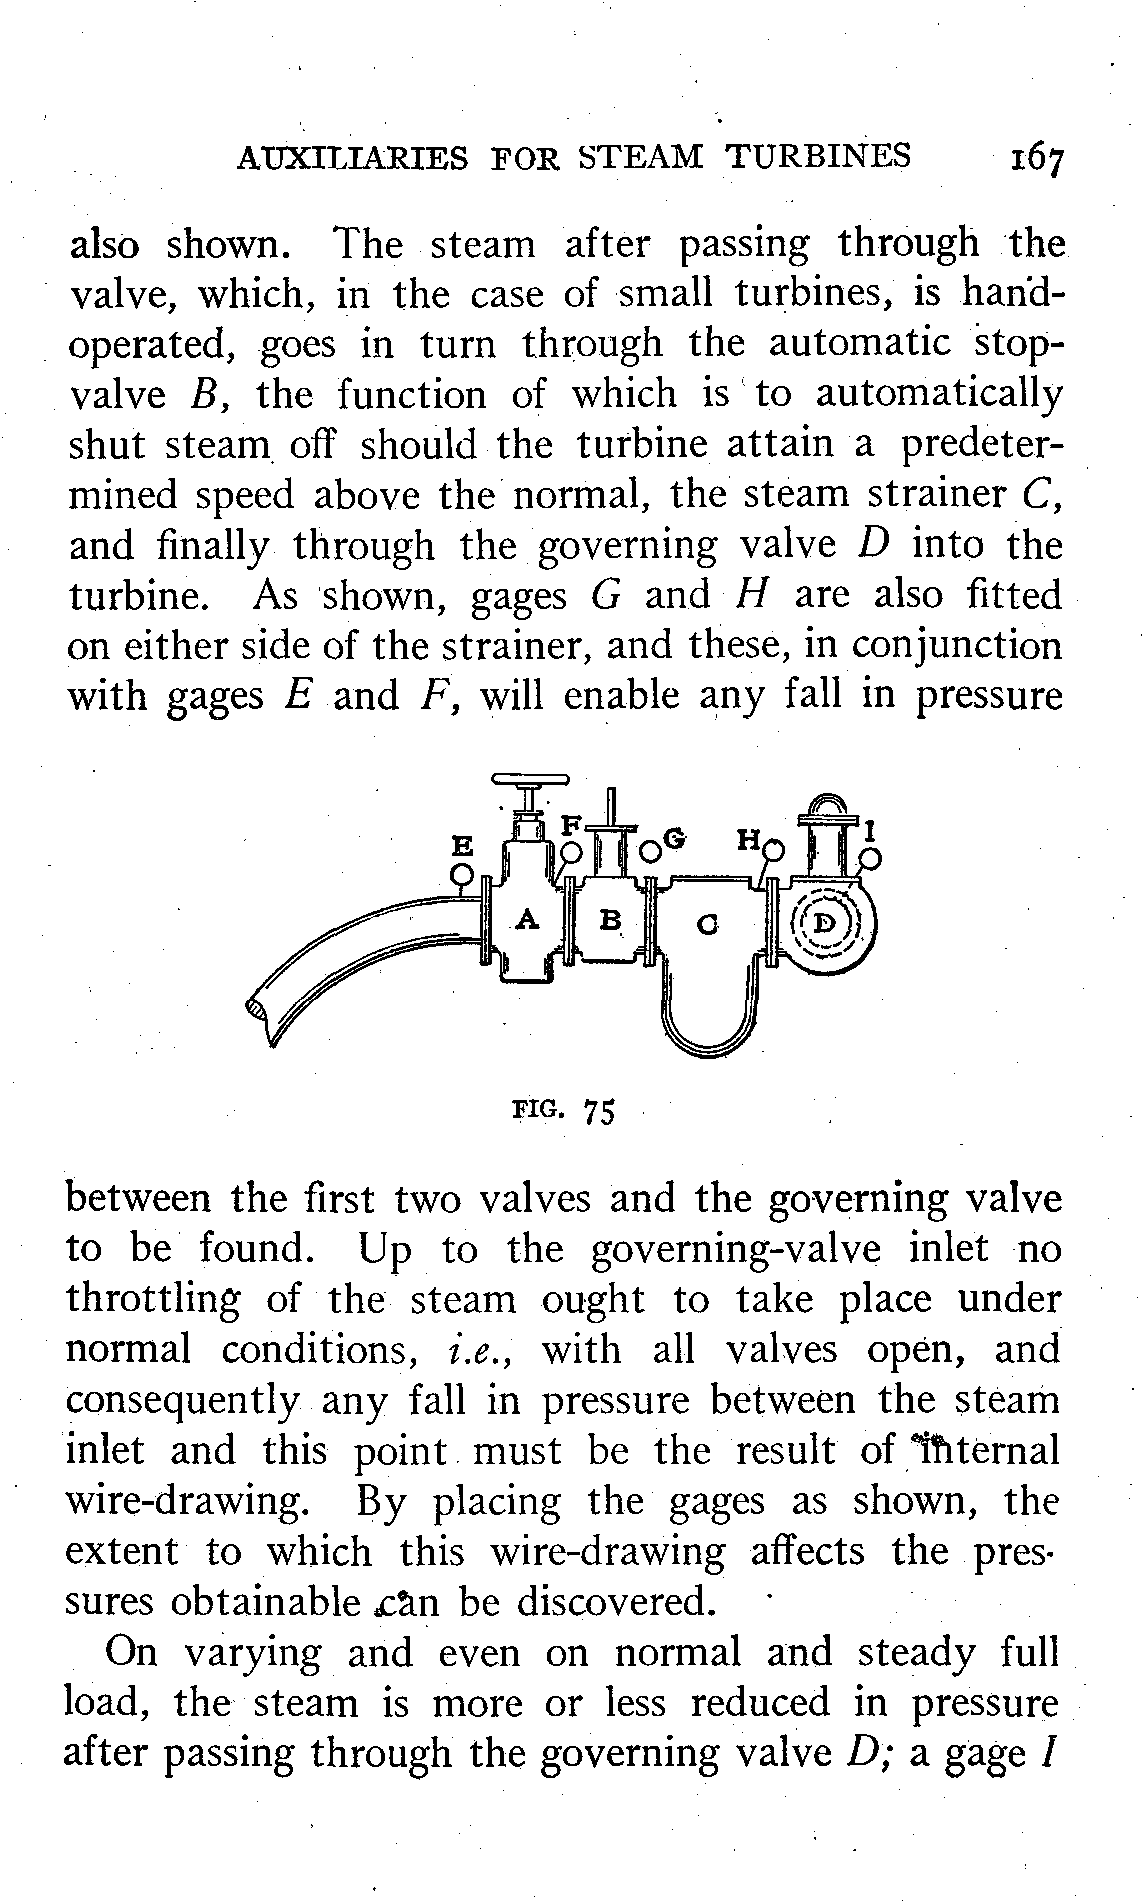 AUXILIARIES FOR STEAM TURBINES 167
also shown. The steam after passing through the
valve, which, in the case of small turbines, is hand-
operated, goes in turn through the automatic stop-
valve B, the function of which is to automatically
shut steam off should the turbine attain a predeter-
mined speed above the normal, the steam strainer C,
and finally through the governing valve D into the
turbine. As shown, gages G and H are also fitted
on either side of the strainer, and these, in conjunction
with gages E and F, will enable any fall in pressure
E F G H I
A B C D
FIG. 75
between the first two valves and the governing valve
to be found. Up to the governing-valve inlet no
throttling of the steam ought to take place under
normal conditions, i.e., with all valves open, and
consequently any fall in pressure between the steam
inlet and this point must be the result of internal
wire-drawing. By placing the gages as shown, the
extent to which this wire-drawing affects the pres-
sures obtainable can be discovered.
On varying and even on normal and steady full
load, the steam is more or less reduced in pressure
after passing through the governing valve D; a gage I